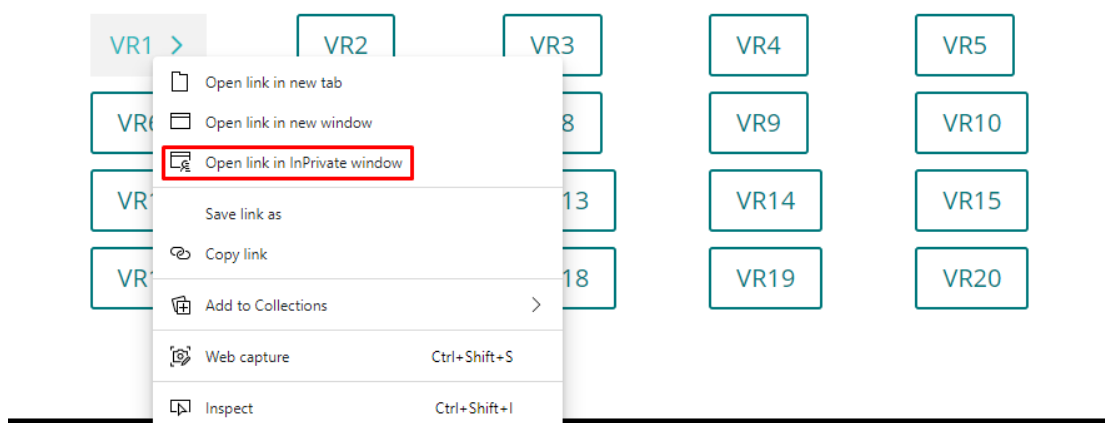 VR1 VR2 VR3 VR4 VR5
Open link in new tab
Open link in new window
8 VR9 VR10
Open link in InPrivate window
13 VR14 VR15
Save link as
Copy link
18 VR19 VR20
Add to Collections
Web capture Ctrl+Shift+S
Inspect Ctrl+Shift+I